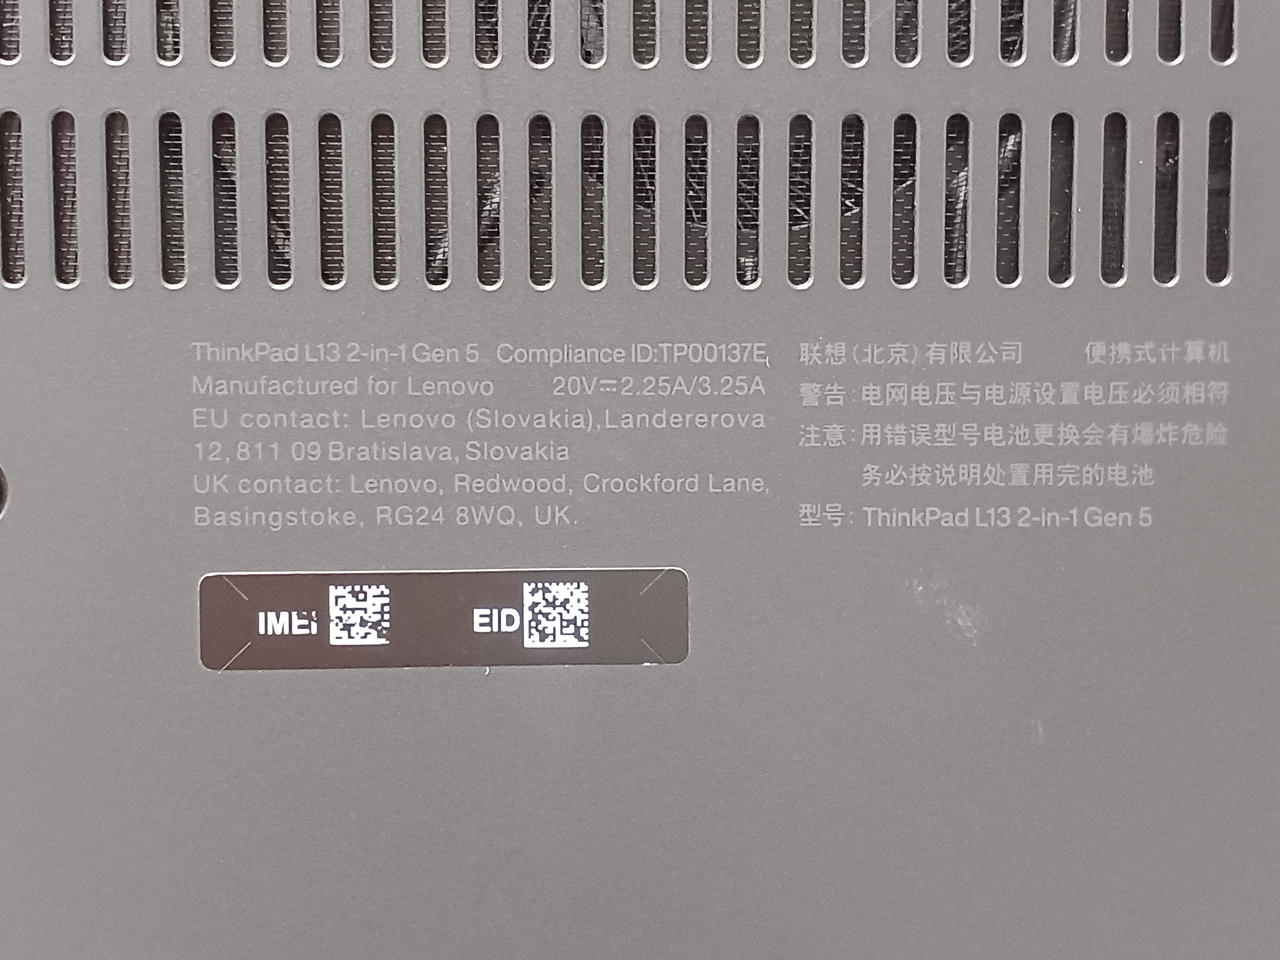 ThinkPad L13 2-in-1 Gen 5 Compliance ID:TP00137E,
Manufactured for Lenovo 20V⎓2.25A/3.25A
EU contact: Lenovo (Slovakia),Landererova
12, 811 09 Bratislava, Slovakia
UK contact: Lenovo, Redwood, Crockford Lane,
Basingstoke, RG24 8WQ, UK.
联想(北京)有限公司 便携式计算机
警告: 电网电压与电源设置电压必须相符
注意: 用错误型号电池更换会有爆炸危险
务必按说明处置用完的电池
型号: ThinkPad L13 2-in-1 Gen 5
IMEI
EID